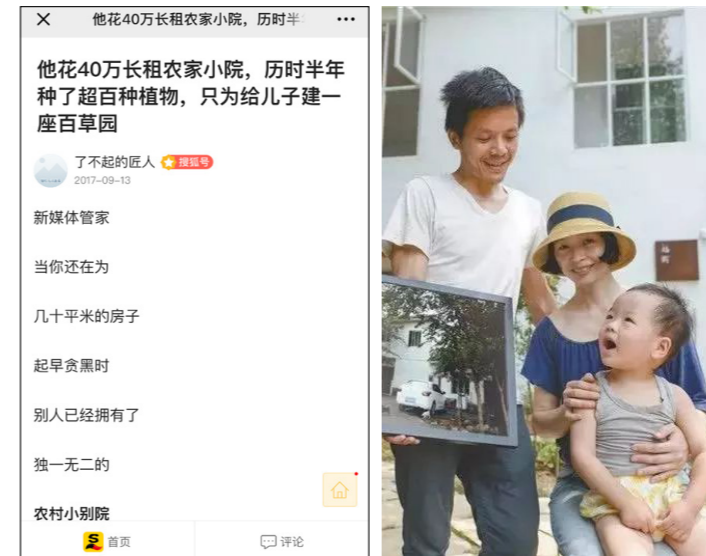 他花40万长租农家小院，历时半
他花40万长租农家小院，历时半年
种了超百种植物，只为给儿子建一
座百草园
了不起的匠人 搜狐号
2017-09-13
新媒体管家
当你还在为
几十平米的房子
起早贪黑时
别人已经拥有了
独一无二的
农村小别院
首页
评论